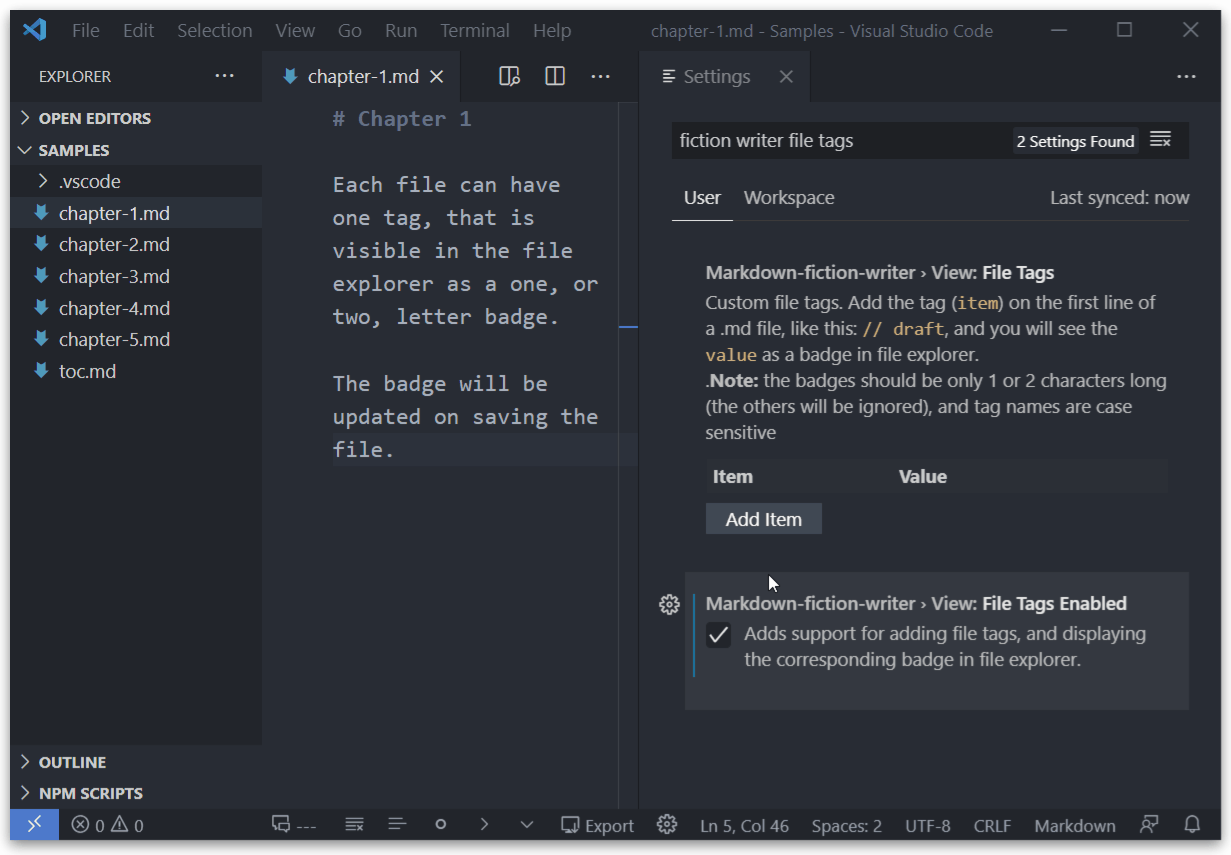 File Edit Selection View Go Run Terminal Help chapter-1.md - Samples - Visual Studio Code
EXPLORER
OPEN EDITORS
SAMPLES
.vscode
chapter-1.md
chapter-2.md
chapter-3.md
chapter-4.md
chapter-5.md
toc.md
OUTLINE
NPM SCRIPTS
chapter-1.md
# Chapter 1
Each file can have
one tag, that is
visible in the file
explorer as a one, or
two, letter badge.
The badge will be
updated on saving the
file.
Settings
fiction writer file tags 2 Settings Found
User Workspace Last synced: now
Markdown-fiction-writer › View: File Tags
Custom file tags. Add the tag (item) on the first line of
a .md file, like this: // draft, and you will see the
value as a badge in file explorer.
.Note: the badges should be only 1 or 2 characters long
(the others will be ignored), and tag names are case
sensitive
Item Value
Add Item
Markdown-fiction-writer › View: File Tags Enabled
Adds support for adding file tags, and displaying
the corresponding badge in file explorer.
0 0 --- Export Ln 5, Col 46 Spaces: 2 UTF-8 CRLF Markdown